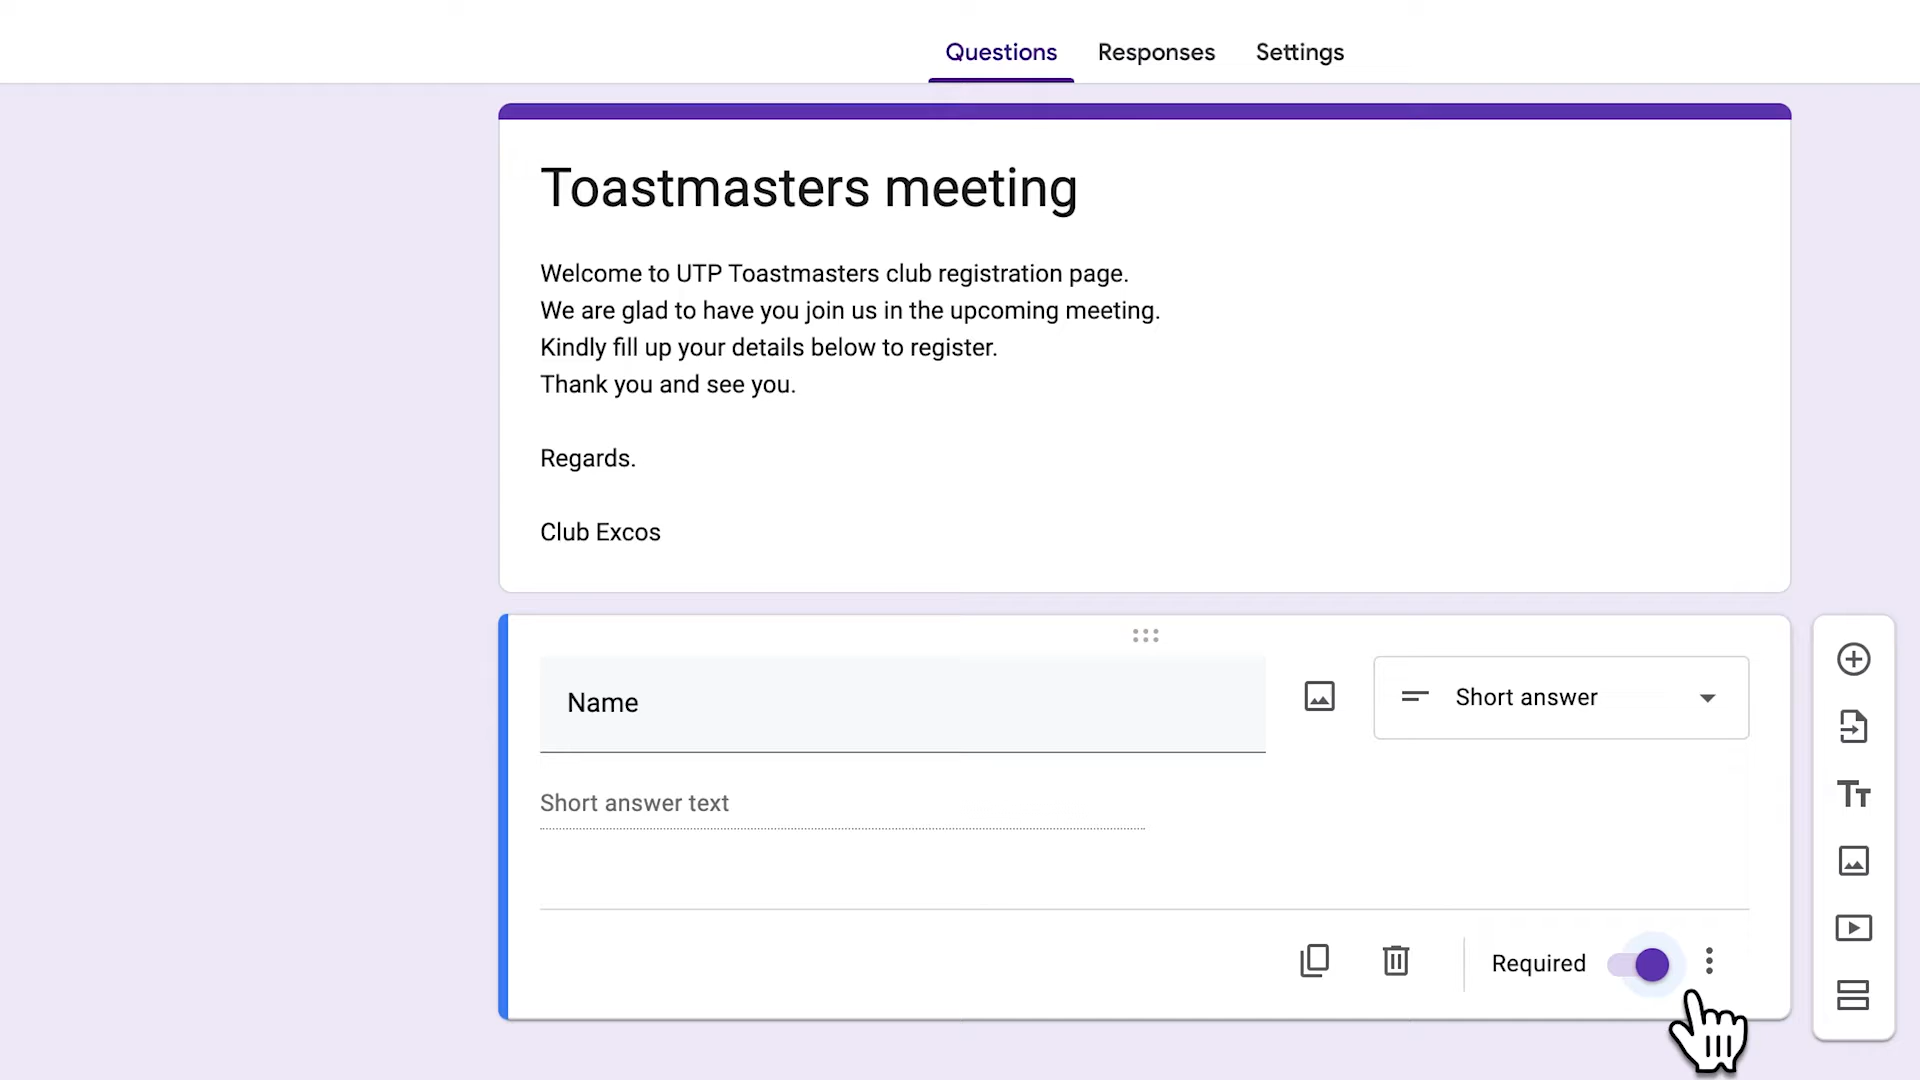 Questions Responses Settings
Toastmasters meeting
Welcome to UTP Toastmasters club registration page.
We are glad to have you join us in the upcoming meeting.
Kindly fill up your details below to register.
Thank you and see you.
Regards.
Club Excos
Name
Short answer
Short answer text
Required